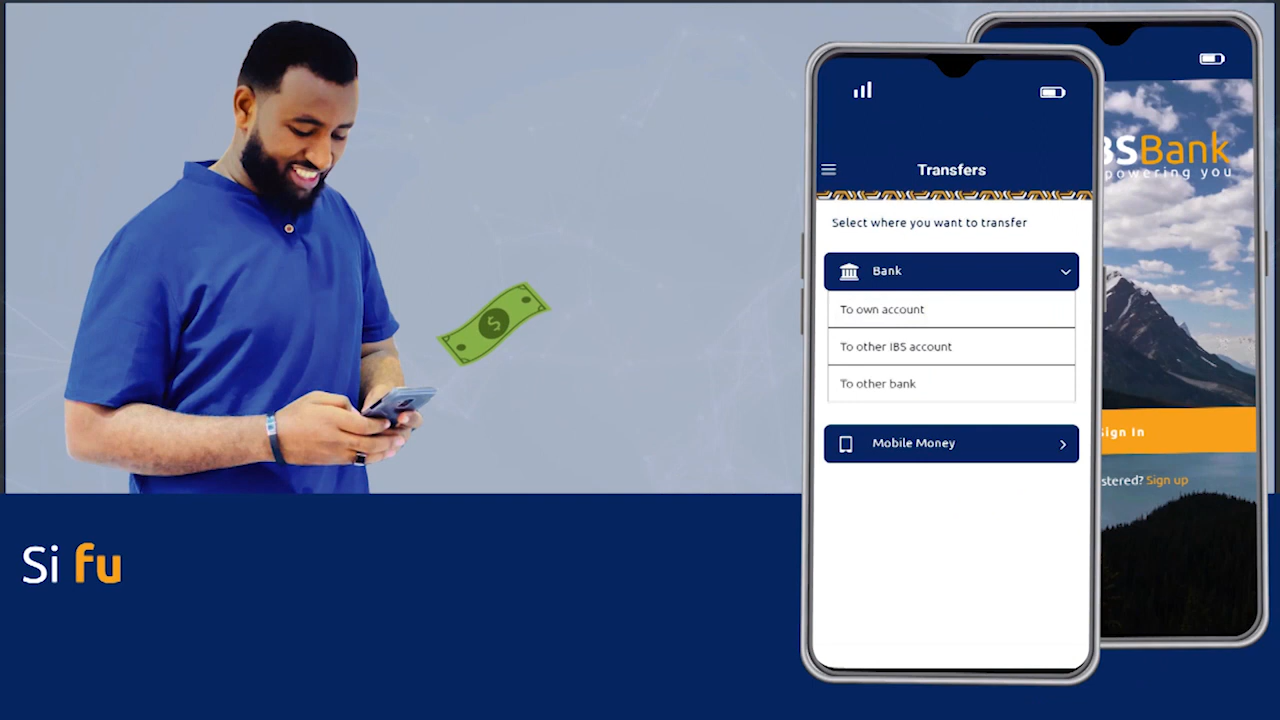 Si fu
Transfers
Select where you want to transfer
Bank
To own account
To other IBS account
To other bank
Mobile Money
BSBank
powering you
Sign In
stered? Sign up